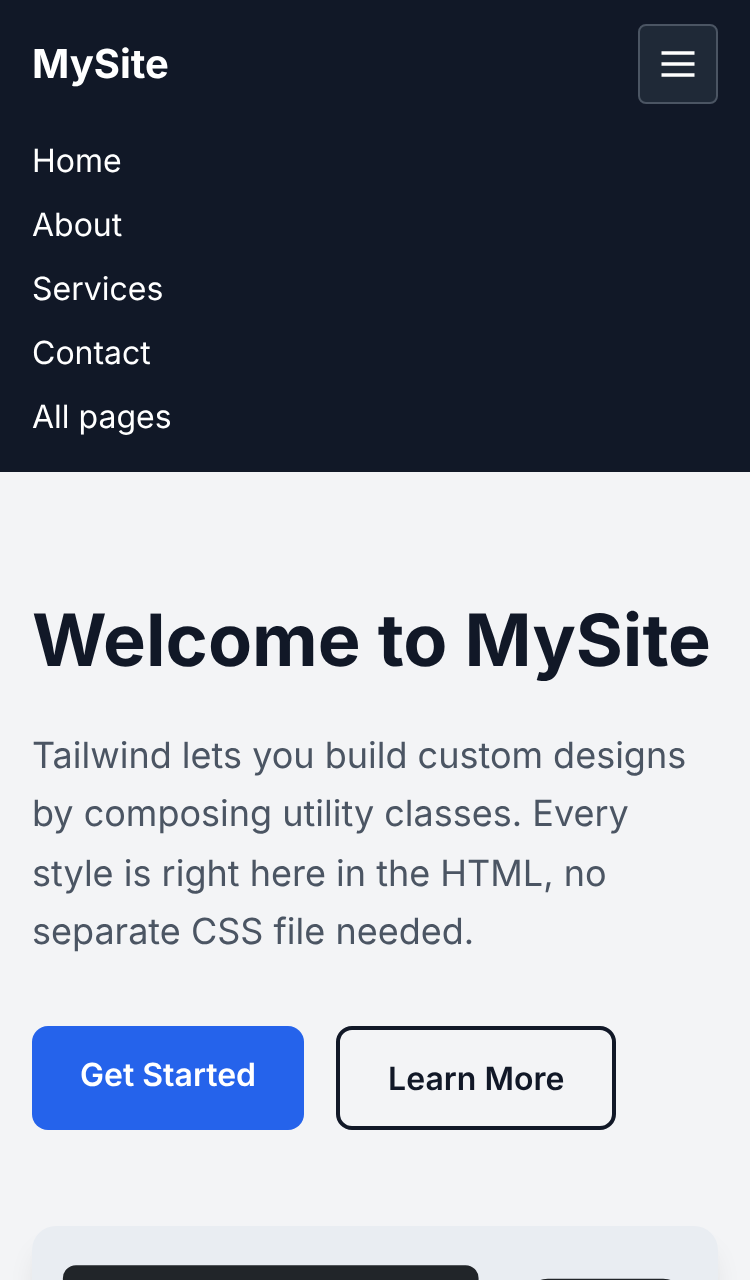 MySite
Home
About
Services
Contact
All pages
Welcome to MySite
Tailwind lets you build custom designs
by composing utility classes. Every
style is right here in the HTML, no
separate CSS file needed.
Get Started
Learn More